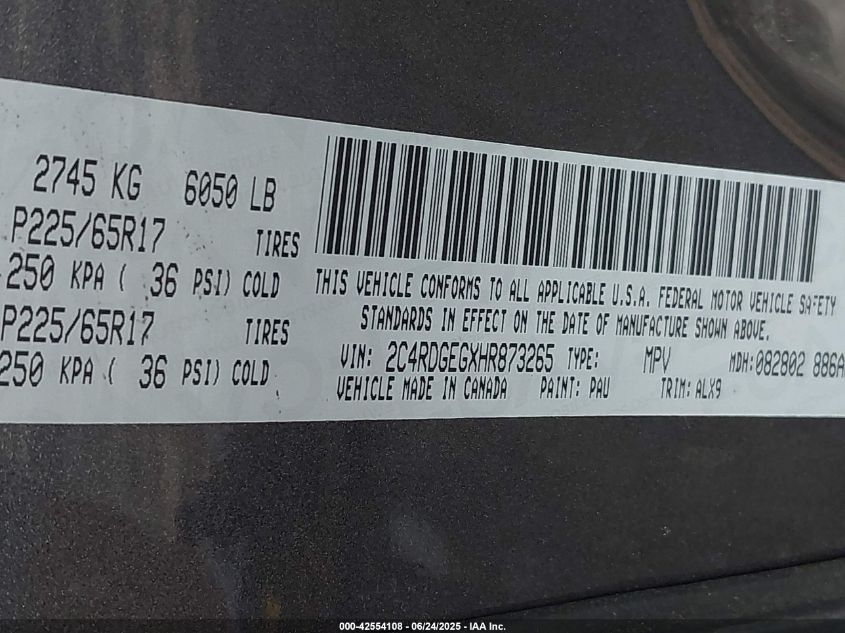 2745 KG 6050 LB
P225/65R17 TIRES
250 KPA ( 36 PSI) COLD
P225/65R17 TIRES
250 KPA ( 36 PSI) COLD
THIS VEHICLE CONFORMS TO ALL APPLICABLE U.S.A. FEDERAL MOTOR VEHICLE SAFETY
STANDARDS IN EFFECT ON THE DATE OF MANUFACTURE SHOWN ABOVE.
VIN: 2C4RDGEGXHR873265 TYPE: MPV MDH:082802 886A
VEHICLE MADE IN CANADA PAINT: PAU TRIM: ALX9
000-42554108 - 06/24/2025 - IAA Inc.